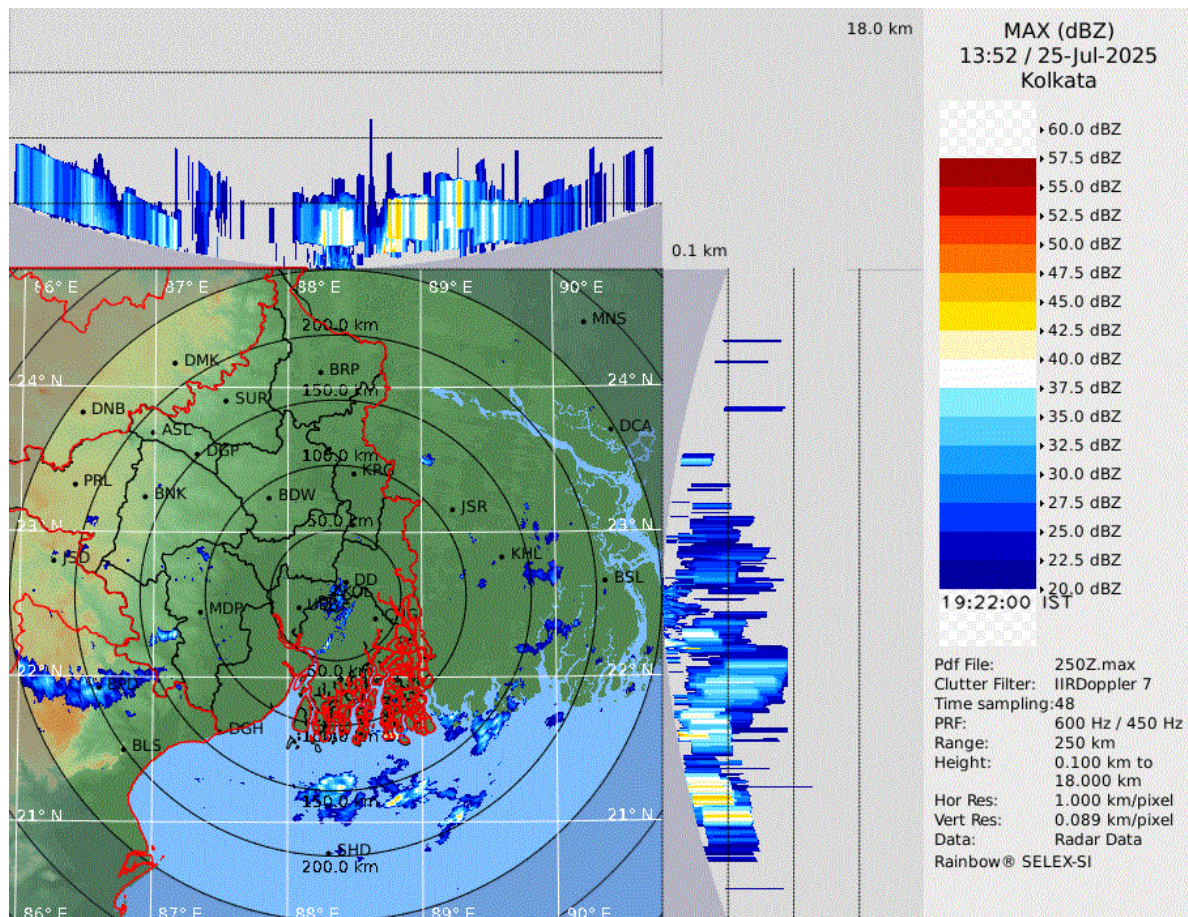 18.0 km
0.1 km
MAX (dBZ)
13:52 / 25-Jul-2025
Kolkata
60.0 dBZ
57.5 dBZ
55.0 dBZ
52.5 dBZ
50.0 dBZ
47.5 dBZ
45.0 dBZ
42.5 dBZ
40.0 dBZ
37.5 dBZ
35.0 dBZ
32.5 dBZ
30.0 dBZ
27.5 dBZ
25.0 dBZ
22.5 dBZ
20.0 dBZ
19:22:00 IST
Pdf File: 250Z.max
Clutter Filter: IIRDoppler 7
Time sampling:48
PRF: 600 Hz / 450 Hz
Range: 250 km
Height: 0.100 km to
18.000 km
Hor Res: 1.000 km/pixel
Vert Res: 0.089 km/pixel
Data: Radar Data
Rainbow® SELEX-SI
86° E 87° E 88° E 89° E 90° E
MNS
200.0 km
DMK
BRP
24° N 150.0 km 24° N
SUR
DNB
ASL
DCA
DGP
100.0 km
KRG
PRL
BNK
BDW
JSR
50.0 km
23° N 23° N
JSD
KHL
DD
BSL
MDP
50.0 km
22° N 22° N
DGH
100.0 km
BLS
150.0 km
21° N 21° N
SHD
200.0 km
86° E 87° E 88° E 89° E 90° E